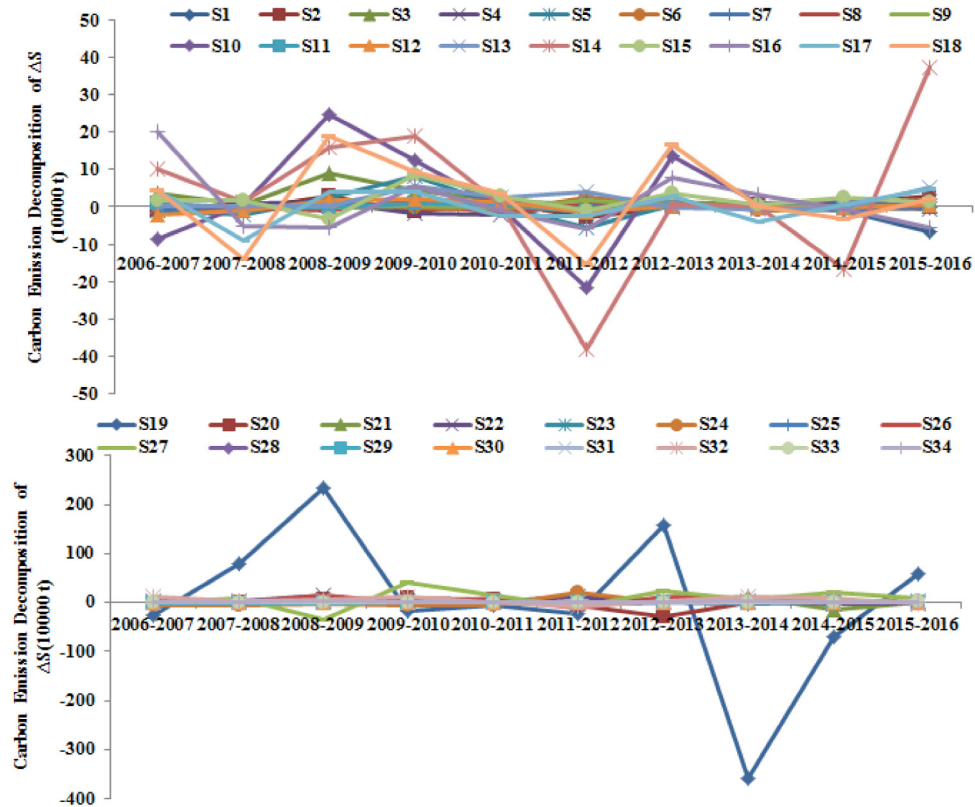 S1 S2 S3 S4 S5 S6 S7 S8 S9
S10 S11 S12 S13 S14 S15 S16 S17 S18
Carbon Emission Decomposition of ΔS
(100000 t)
50
40
30
20
10
0
-10
-20
-30
-40
-50
2006-2007 2007-2008 2008-2009 2009-2010 2010-2011 2011-2012 2012-2013 2013-2014 2014-2015 2015-2016
S19 S20 S21 S22 S23 S24 S25 S26
S27 S28 S29 S30 S31 S32 S33 S34
Carbon Emission Decomposition of
ΔS(100000 t)
300
200
100
0
-100
-200
-300
-400
2006-2007 2007-2008 2008-2009 2009-2010 2010-2011 2011-2012 2012-2013 2013-2014 2014-2015 2015-2016